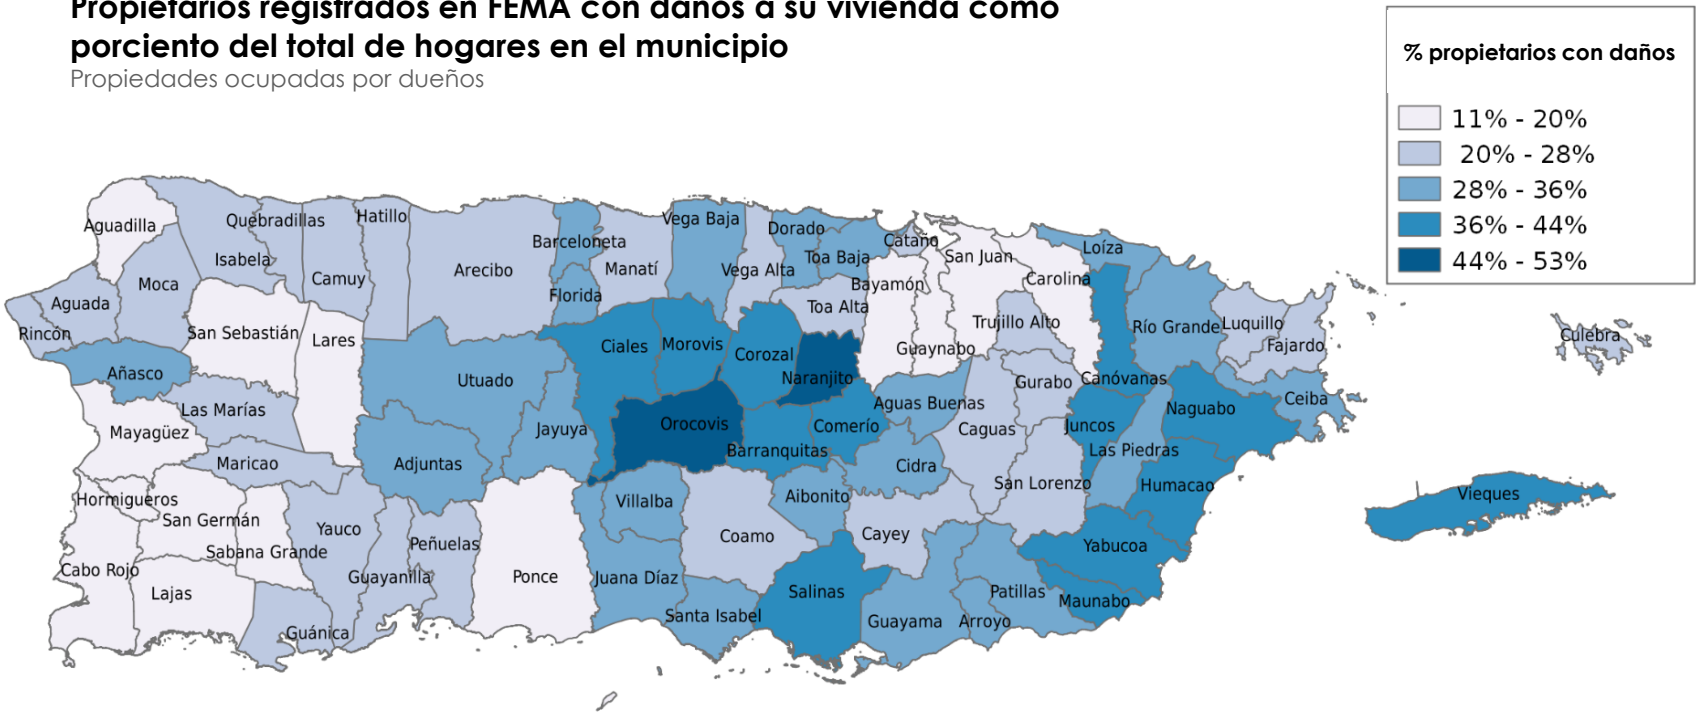 Propietarios registrados en FEMA con daños a su vivienda como
porciento del total de hogares en el municipio
Propiedades ocupadas por dueños
% propietarios con daños
11% - 20%
20% - 28%
28% - 36%
36% - 44%
44% - 53%
Aguadilla
Quebradillas
Hatillo
Isabela
Camuy
Moca
Arecibo
Barceloneta
Manatí
Vega Baja
Dorado
Cataño
Toa Baja
San Juan
Loíza
Vega Alta
Bayamón
Carolina
Florida
Toa Alta
Aguada
Rincón
San Sebastián
Lares
Ciales
Morovis
Corozal
Naranjito
Guaynabo
Trujillo Alto
Río Grande
Luquillo
Fajardo
Culebra
Añasco
Utuado
Gurabo
Canóvanas
Las Marías
Aguas Buenas
Naguabo
Ceiba
Mayagüez
Jayuya
Orocovis
Comerío
Caguas
Juncos
Barranquitas
Las Piedras
Maricao
Adjuntas
Cidra
San Lorenzo
Humacao
Vieques
Hormigueros
Villalba
Aibonito
San Germán
Yauco
Sabana Grande
Peñuelas
Coamo
Cayey
Yabucoa
Cabo Rojo
Guayanilla
Ponce
Juana Díaz
Lajas
Salinas
Patillas
Maunabo
Santa Isabel
Guayama
Arroyo
Guánica